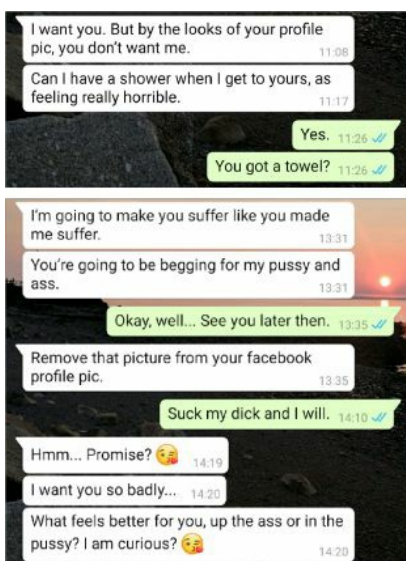 I want you. But by the looks of your profile
pic, you don't want me. 11:08
Can I have a shower when I get to yours, as
feeling really horrible. 11:17
Yes. 11:26
You got a towel? 11:26
I'm going to make you suffer like you made
me suffer. 13:31
You're going to be begging for my pussy and
ass. 13:31
Okay, well... See you later then. 13:35
Remove that picture from your facebook
profile pic. 13:35
Suck my dick and I will. 14:10
Hmm... Promise? 😘 14:19
I want you so badly... 14:20
What feels better for you, up the ass or in the
pussy? I am curious? 😘 14:20